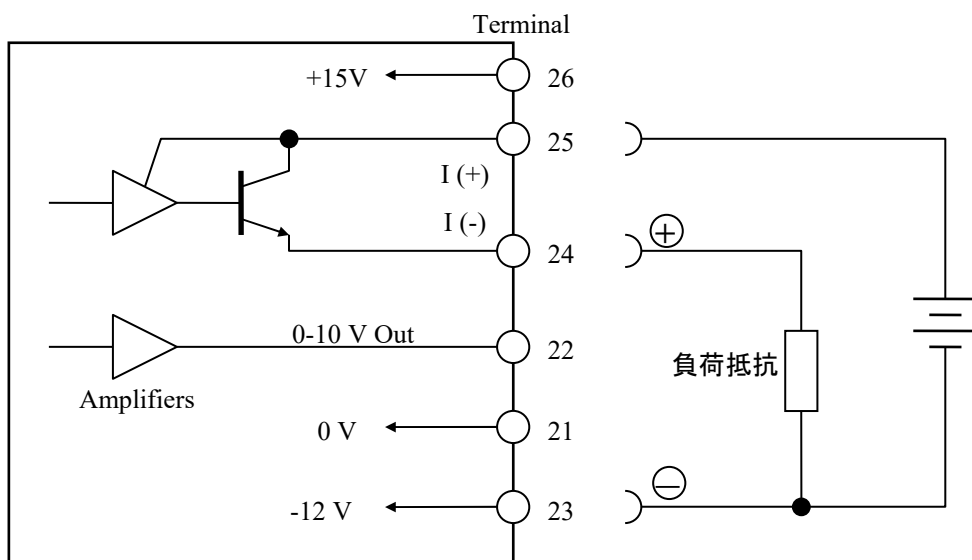 Terminal
+15V
26
25
I (+)
I (-)
24
+
0-10 V Out
22
負荷抵抗
Amplifiers
0 V
21
-12 V
23
−